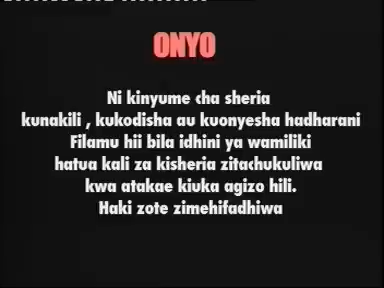 ONYO
Ni kinyume cha sheria
kunakili , kukodisha au kuonyesha hadharani
Filamu hii bila idhini ya wamiliki
hatua kali za kisheria zitachukuliwa
kwa atakae kiuka agizo hili.
Haki zote zimehifadhiwa